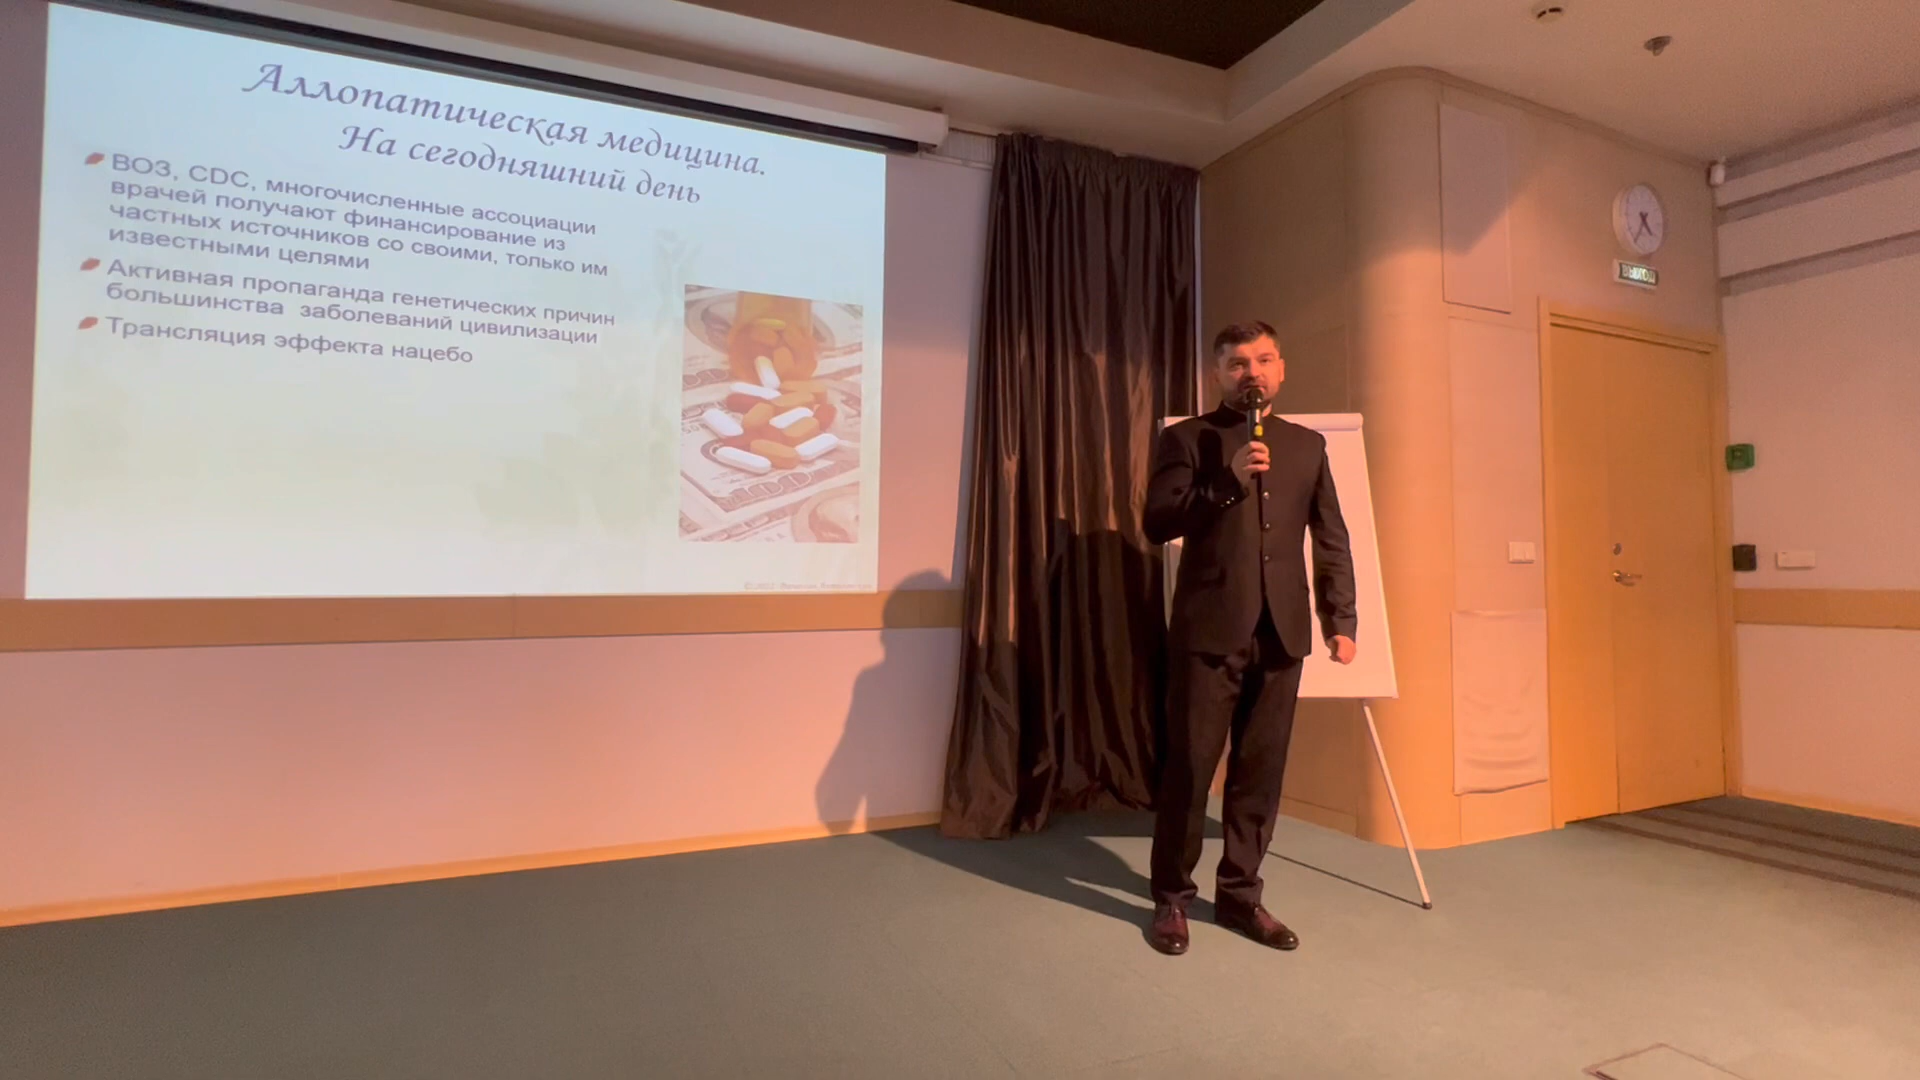 Аллопатическая медицина.
На сегодняшний день
ВОЗ, CDC, многочисленные ассоциации
врачей получают финансирование из
частных источников со своими, только им
известными целями
Активная пропаганда генетических причин
большинства заболеваний цивилизации
Трансляция эффекта нацебо
ВЫХОД